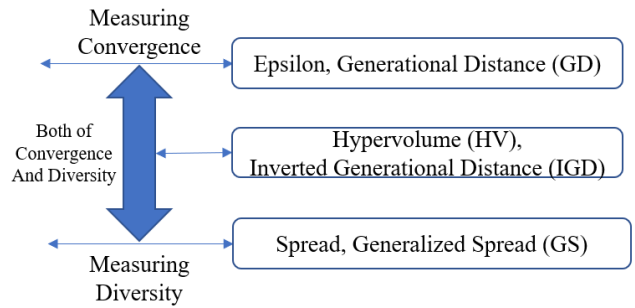 Measuring
Convergence
Epsilon, Generational Distance (GD)
Both of
Convergence
And Diversity
Hypervolume (HV),
Inverted Generational Distance (IGD)
Spread, Generalized Spread (GS)
Measuring
Diversity